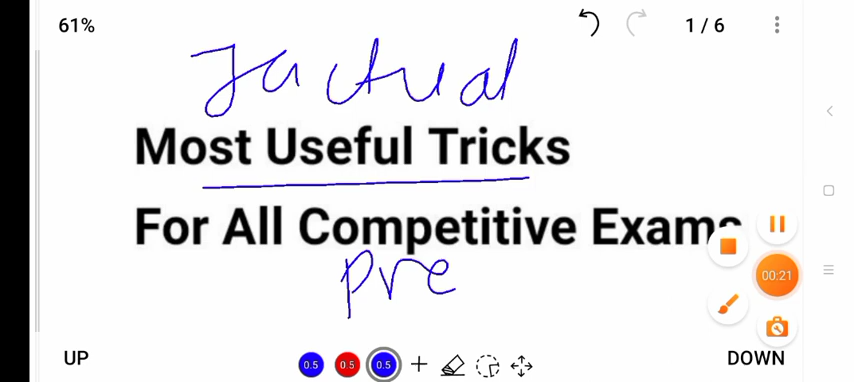 61%
1 / 6
Factual
Most Useful Tricks
For All Competitive Exams
Pre
00:21
UP
0.5 0.5 0.5
DOWN